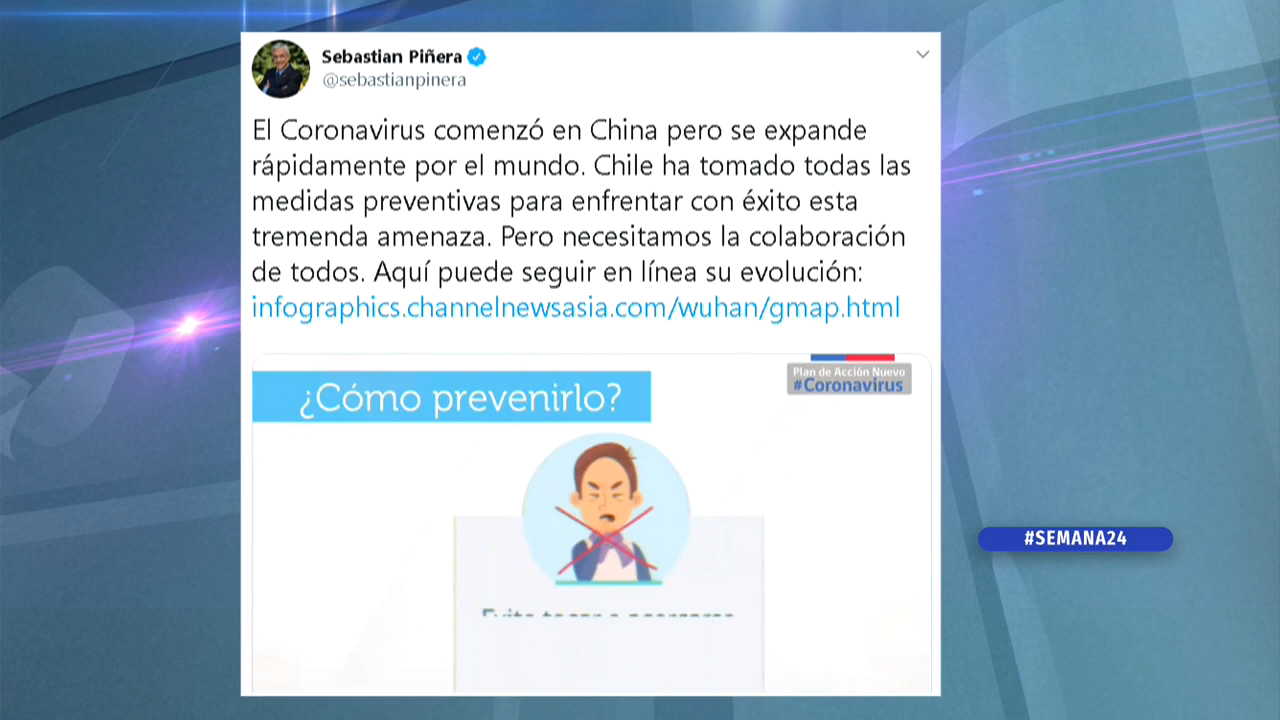 Sebastian Piñera
@sebastianpinera
El Coronavirus comenzó en China pero se expande
rápidamente por el mundo. Chile ha tomado todas las
medidas preventivas para enfrentar con éxito esta
tremenda amenaza. Pero necesitamos la colaboración
de todos. Aquí puede seguir en línea su evolución:
infographics.channelnewsasia.com/wuhan/gmap.html
Plan de Acción Nuevo
#Coronavirus
¿Cómo prevenirlo?
#SEMANA24